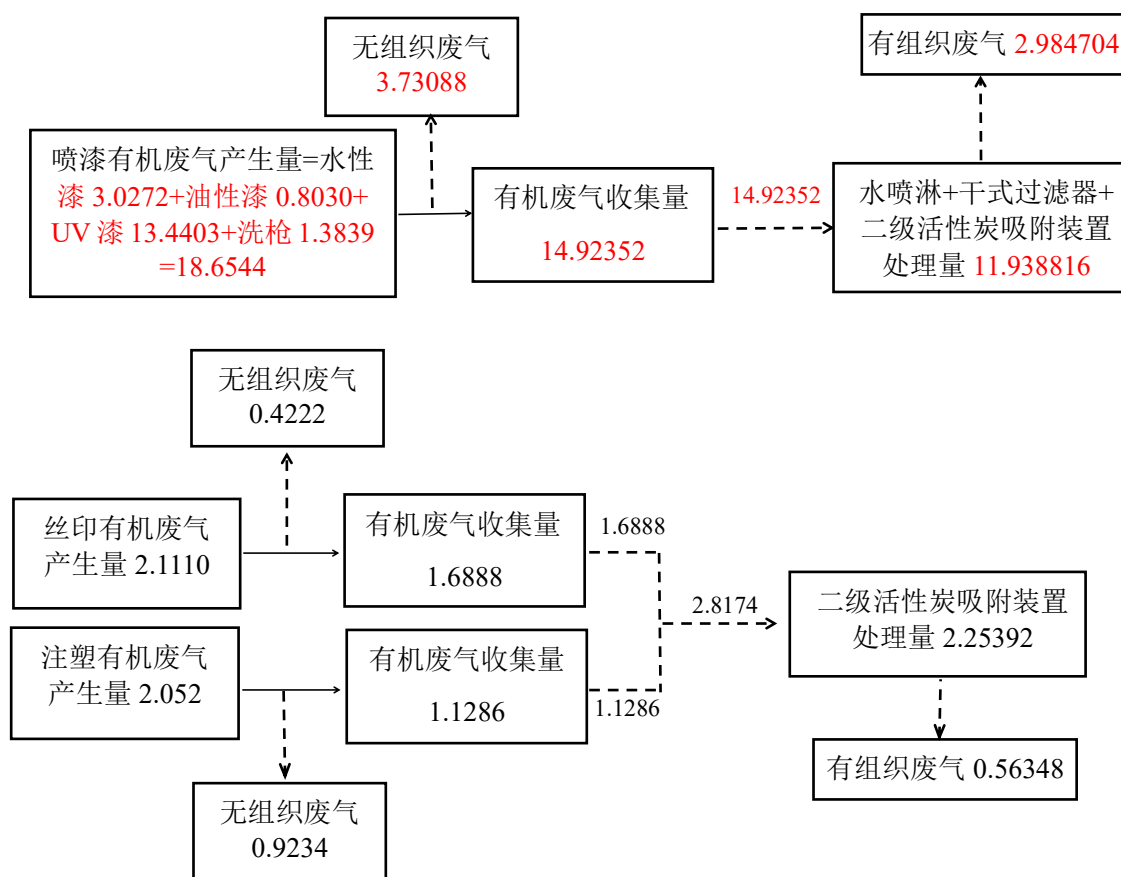 无组织废气
3.73088
有组织废气 2.984704
喷漆有机废气产生量=水性
漆 3.0272+油性漆 0.8030+
UV 漆 13.4403+洗枪 1.3839
=18.6544
有机废气收集量
14.92352
14.92352
水喷淋+干式过滤器+
二级活性炭吸附装置
处理量 11.938816
无组织废气
0.4222
丝印有机废气
产生量 2.1110
有机废气收集量
1.6888
1.6888
2.8174
二级活性炭吸附装置
处理量 2.25392
注塑有机废气
产生量 2.052
有机废气收集量
1.1286
1.1286
有组织废气 0.56348
无组织废气
0.9234